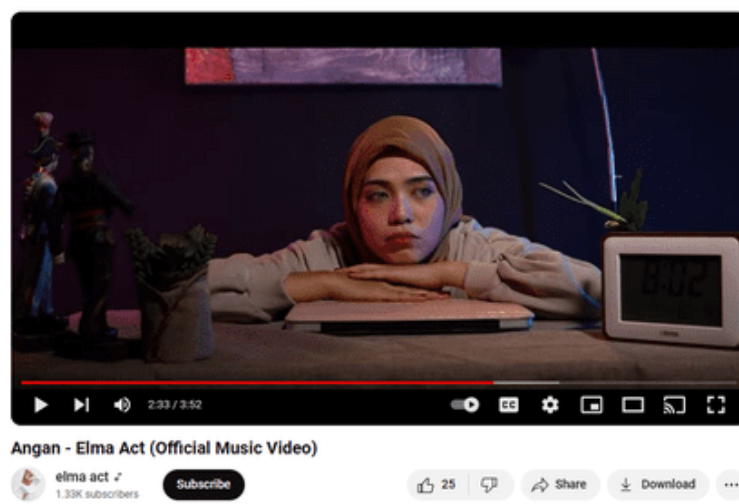 8:02
2:33 / 3:52
CC
Angan - Elma Act (Official Music Video)
elma act
1.33K subscribers
Subscribe
25
Share
Download